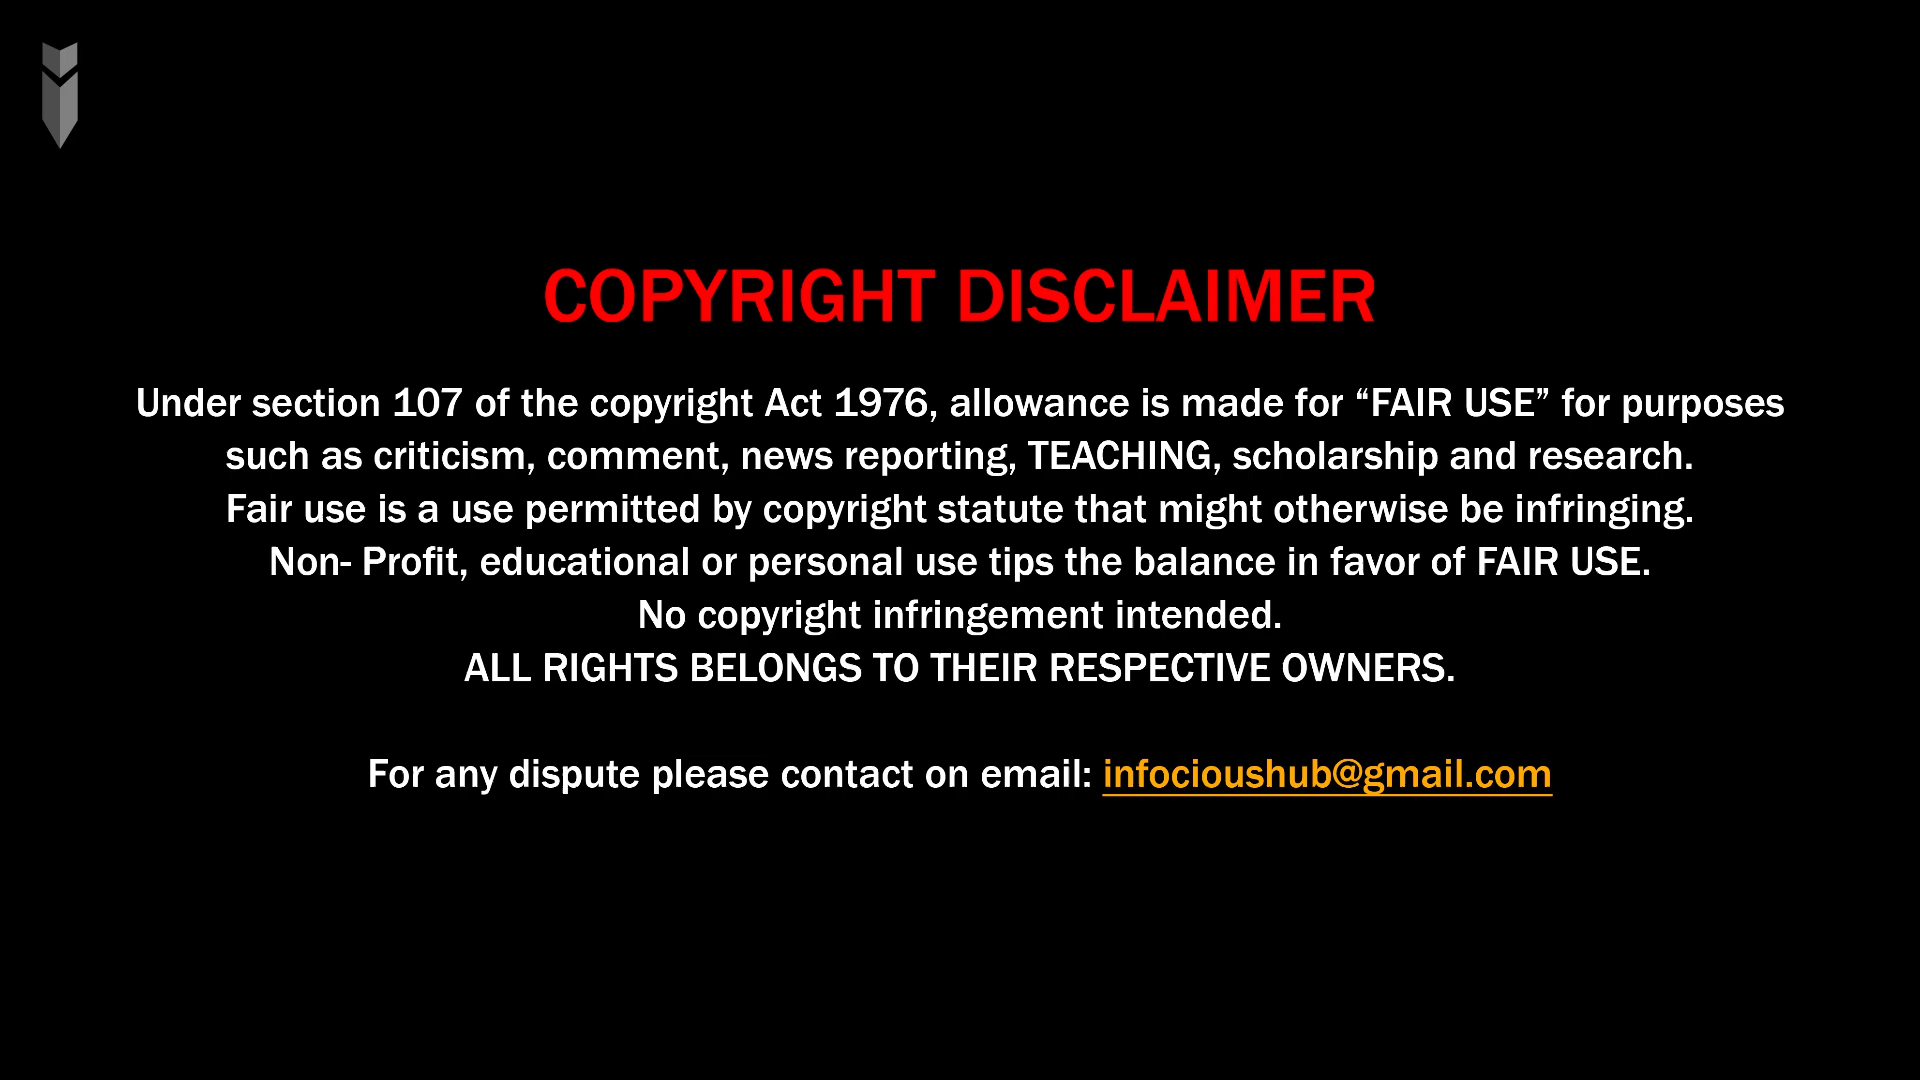 COPYRIGHT DISCLAIMER
Under section 107 of the copyright Act 1976, allowance is made for “FAIR USE” for purposes
such as criticism, comment, news reporting, TEACHING, scholarship and research.
Fair use is a use permitted by copyright statute that might otherwise be infringing.
Non- Profit, educational or personal use tips the balance in favor of FAIR USE.
No copyright infringement intended.
ALL RIGHTS BELONGS TO THEIR RESPECTIVE OWNERS.
For any dispute please contact on email: infocioushub@gmail.com